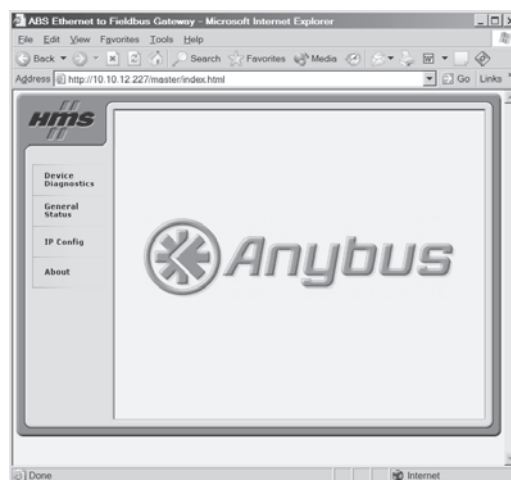 ABS Ethernet to Fieldbus Gateway - Microsoft Internet Explorer
File Edit View Favorites Tools Help
Back Search Favorites Media
Address http://10.10.12.227/master/index.html Go Links
HMS
Device
Diagnostics
General
Status
IP Config
About
Anybus
Done Internet